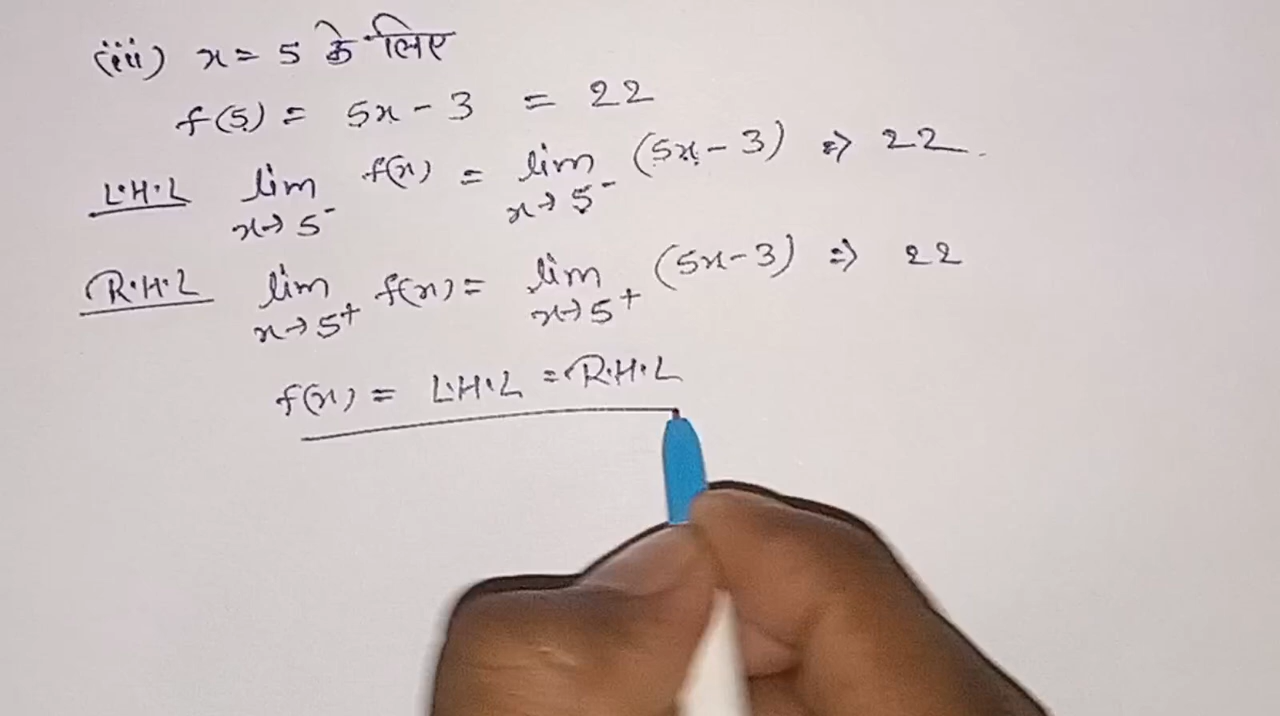 (iii) x = 5 के लिए
f(5) = 5x - 3 = 22
L.H.L lim x→5⁻ f(x) = lim x→5⁻ (5x - 3) ⇒ 22
R.H.L lim x→5⁺ f(x) = lim x→5⁺ (5x - 3) ⇒ 22
f(x) = L.H.L = R.H.L